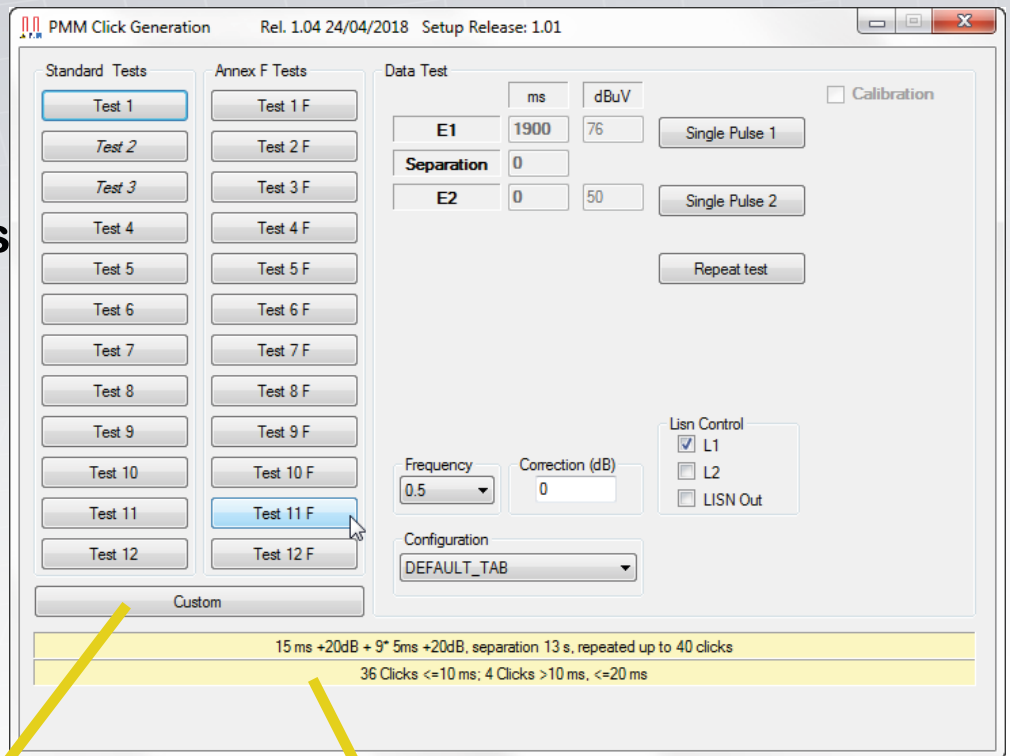 PMM Click Generation Rel. 1.04 24/04/2018 Setup Release: 1.01
Standard Tests
Test 1
Test 2
Test 3
Test 4
Test 5
Test 6
Test 7
Test 8
Test 9
Test 10
Test 11
Test 12
Annex F Tests
Test 1 F
Test 2 F
Test 3 F
Test 4 F
Test 5 F
Test 6 F
Test 7 F
Test 8 F
Test 9 F
Test 10 F
Test 11 F
Test 12 F
Custom
Data Test
ms dBuV
Calibration
E1 1900 76 Single Pulse 1
Separation 0
E2 0 50 Single Pulse 2
Repeat test
Frequency
0.5
Correction (dB)
0
Lisn Control
L1
L2
LISN Out
Configuration
DEFAULT_TAB
15 ms +20dB + 9* 5ms +20dB, separation 13 s, repeated up to 40 clicks
36 Clicks <=10 ms; 4 Clicks >10 ms, <=20 ms
s